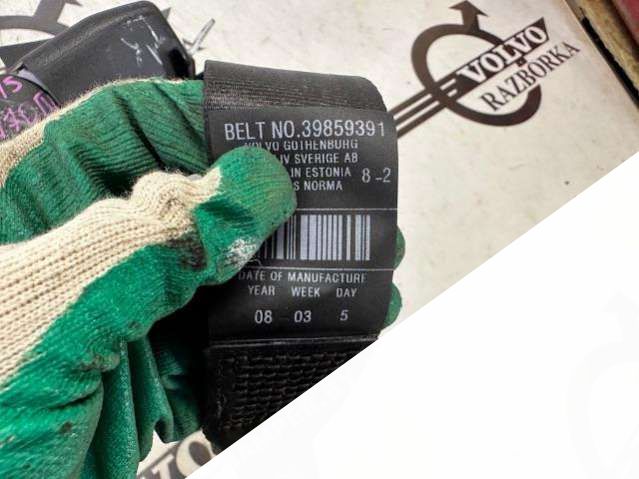 VOLVO
RAZBORKA
BELT NO.39859391
VOLVO GOTHENBURG
SVERIGE AB
IN ESTONIA 8-2
NORMA
DATE OF MANUFACTURE
YEAR WEEK DAY
08 03 5